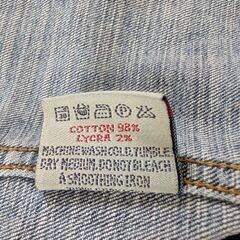 COTTON 98%
LYCRA 2%
MACHINE WASH COLD, TUMBLE
DRY MEDIUM, DO NOT BLEACH
A SMOOTHING IRON